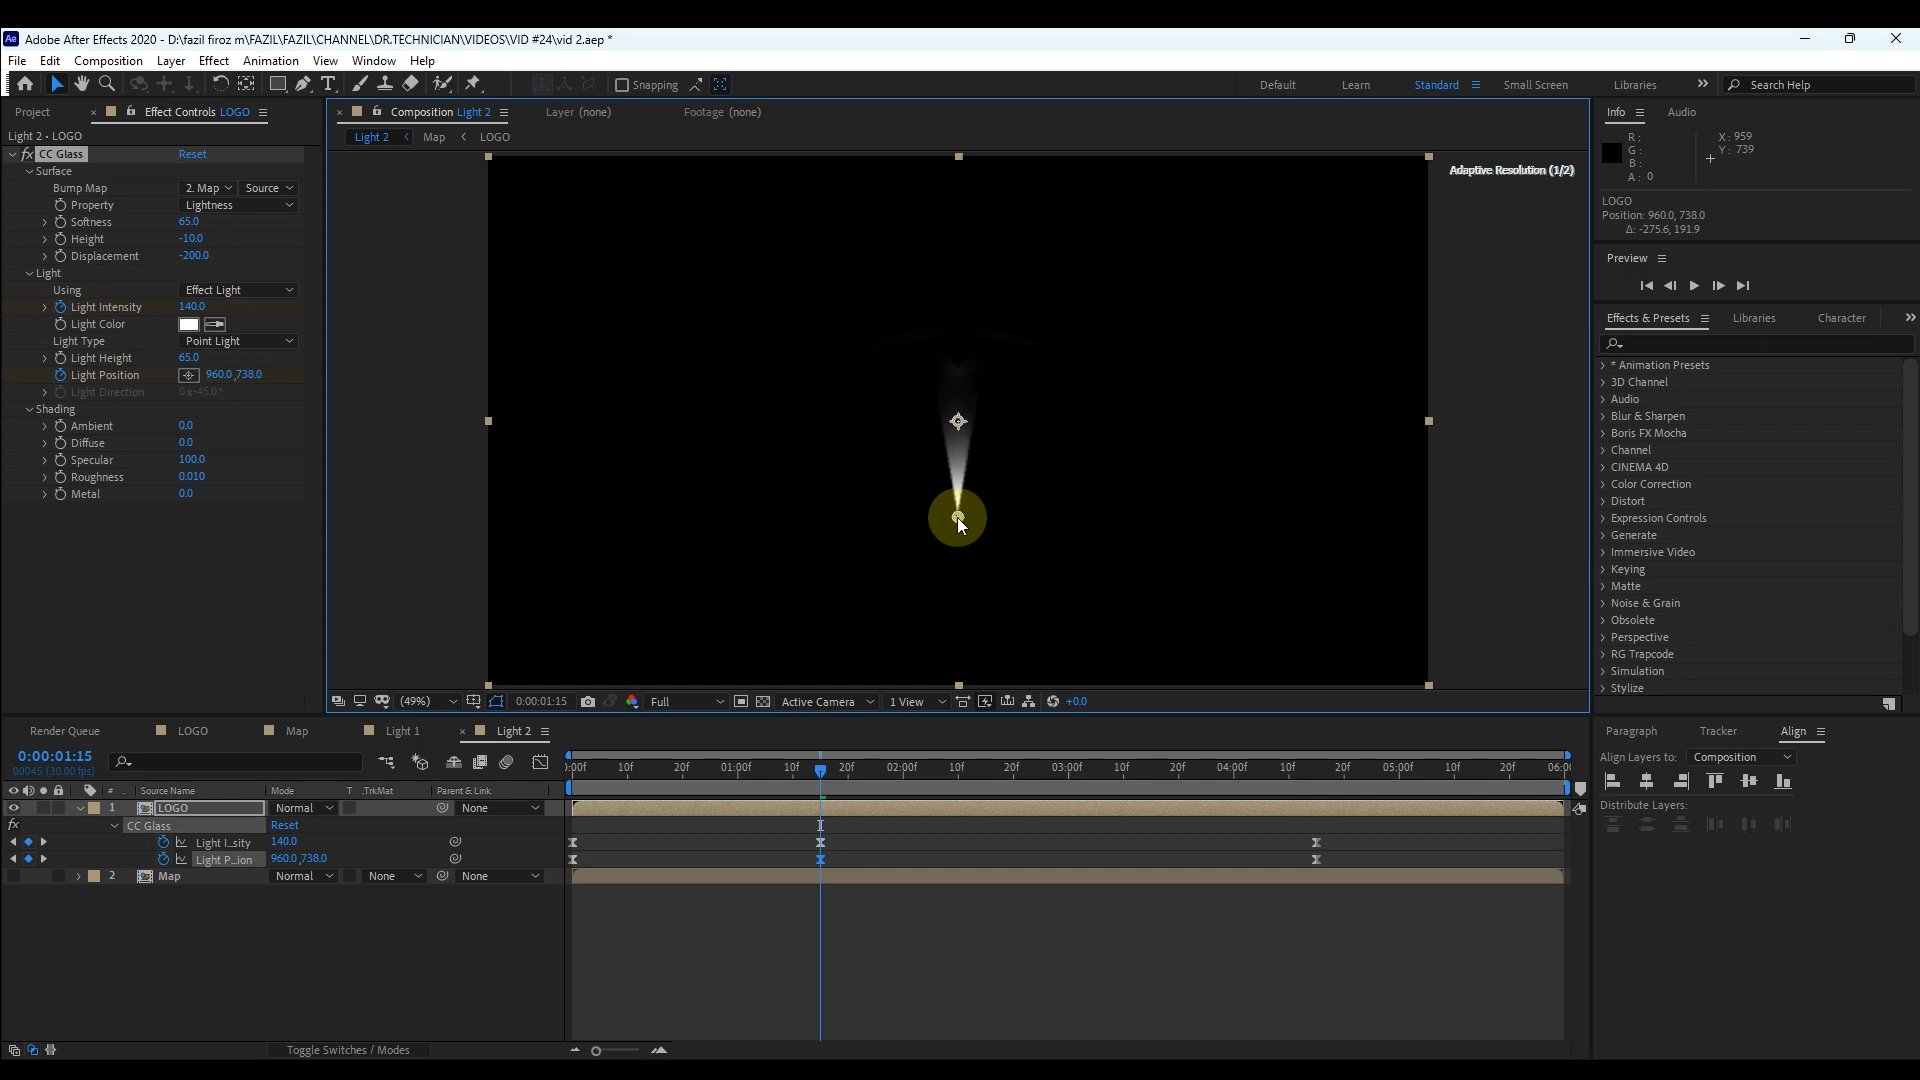 Ae Adobe After Effects 2020 - D:\fazil firoz m\FAZIL\FAZIL\CHANNEL\DR.TECHNICIAN\VIDEOS\VID #24\vid 2.aep *
File Edit Composition Layer Effect Animation View Window Help
Snapping Default Learn Standard Small Screen Libraries Search Help
Project Effect Controls LOGO
Light 2 • LOGO
fx CC Glass Reset
Surface
Bump Map 2. Map Source
Property Lightness
Softness 65.0
Height -10.0
Displacement -200.0
Light
Using Effect Light
Light Intensity 140.0
Light Color
Light Type Point Light
Light Height 65.0
Light Position 960.0,738.0
Light Direction 0x-45.0°
Shading
Ambient 0.0
Diffuse 0.0
Specular 100.0
Roughness 0.010
Metal 0.0
Composition Light 2 Layer (none) Footage (none)
Light 2 Map LOGO
Adaptive Resolution (1/2)
(49%) 0:00:01:15 Full Active Camera 1 View +0.0
Info Audio
R: X: 959
G: Y: 739
B:
A: 0
LOGO
Position: 960.0, 738.0
Δ: -275.6, 191.9
Preview
Effects & Presets Libraries Character
* Animation Presets
3D Channel
Audio
Blur & Sharpen
Boris FX Mocha
Channel
CINEMA 4D
Color Correction
Distort
Expression Controls
Generate
Immersive Video
Keying
Matte
Noise & Grain
Obsolete
Perspective
RG Trapcode
Simulation
Stylize
Render Queue LOGO Map Light 1 Light 2
0:00:01:15
00045 (30.00 fps)
:00f 10f 20f 01:00f 10f 20f 02:00f 10f 20f 03:00f 10f 20f 04:00f 10f 20f 05:00f 10f 20f 06:0
# Source Name Mode T .TrkMat Parent & Link
1 LOGO Normal None
fx CC Glass Reset
Light I...sity 140.0
Light P...ion 960.0,738.0
2 Map Normal None None
Toggle Switches / Modes
Paragraph Tracker Align
Align Layers to: Composition
Distribute Layers: